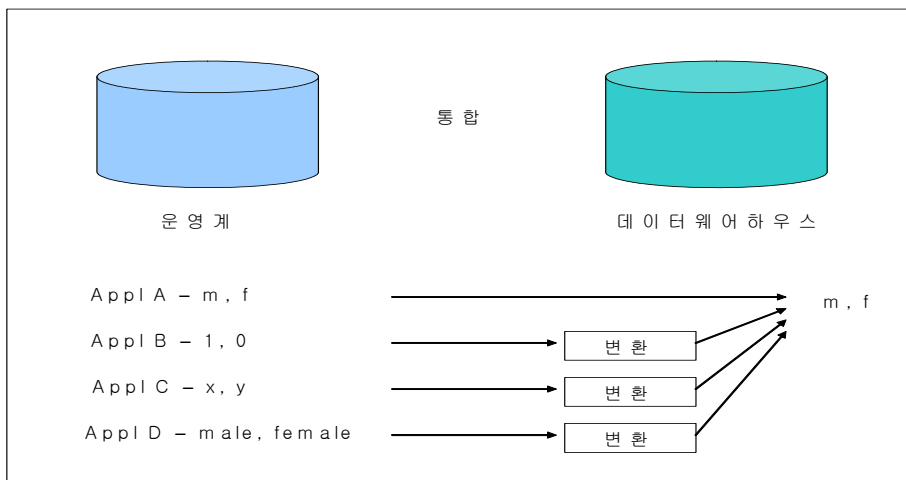 통합
운영계
데이터웨어하우스
Appl A – m, f
m, f
Appl B – 1, 0
변환
Appl C – x, y
변환
Appl D – male, female
변환